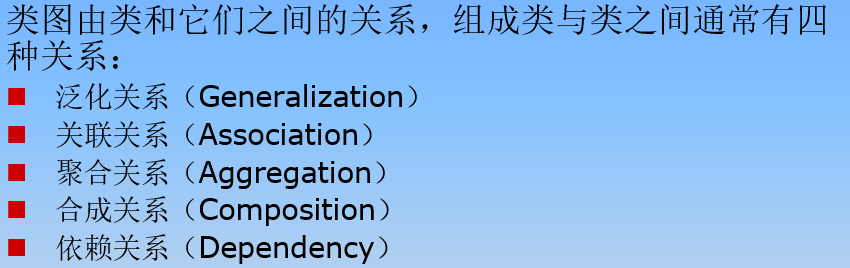 类图由类和它们之间的关系，组成类与类之间通常有四
种关系：
泛化关系（Generalization）
关联关系（Association）
聚合关系（Aggregation）
合成关系（Composition）
依赖关系（Dependency）